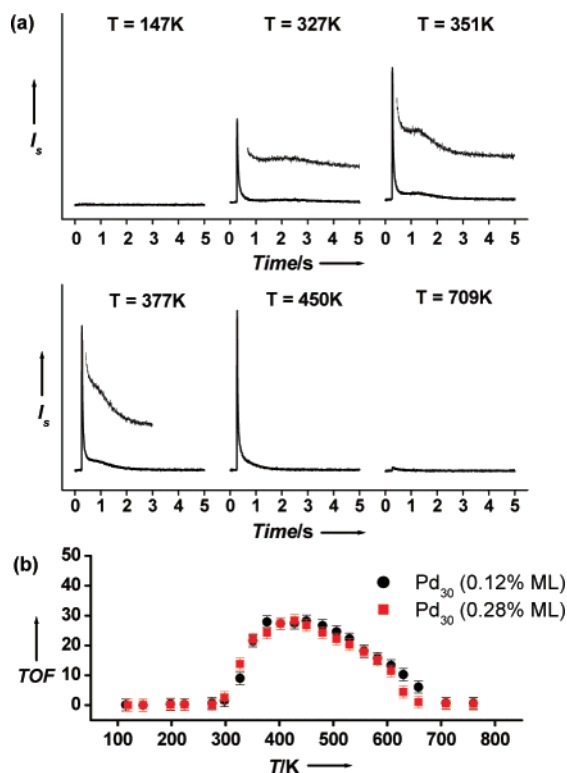 (a)
T = 147K T = 327K T = 351K
I_s
0 1 2 3 4 5 0 1 2 3 4 5 0 1 2 3 4 5
Time/s
T = 377K T = 450K T = 709K
I_s
0 1 2 3 4 5 0 1 2 3 4 5 0 1 2 3 4 5
Time/s
(b)
50
40
30
20
10
0
TOF
Pd30 (0.12% ML)
Pd30 (0.28% ML)
100 200 300 400 500 600 700 800
T/K